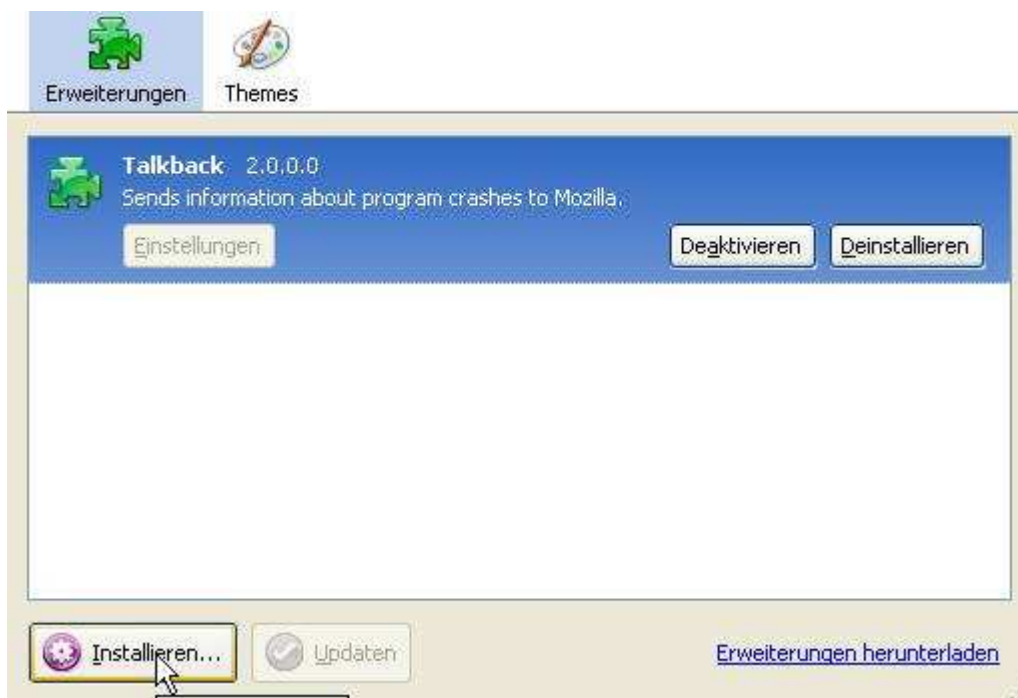 Erweiterungen Themes
Talkback 2.0.0.0
Sends information about program crashes to Mozilla.
Einstellungen Deaktivieren Deinstallieren
Installieren... Updaten Erweiterungen herunterladen